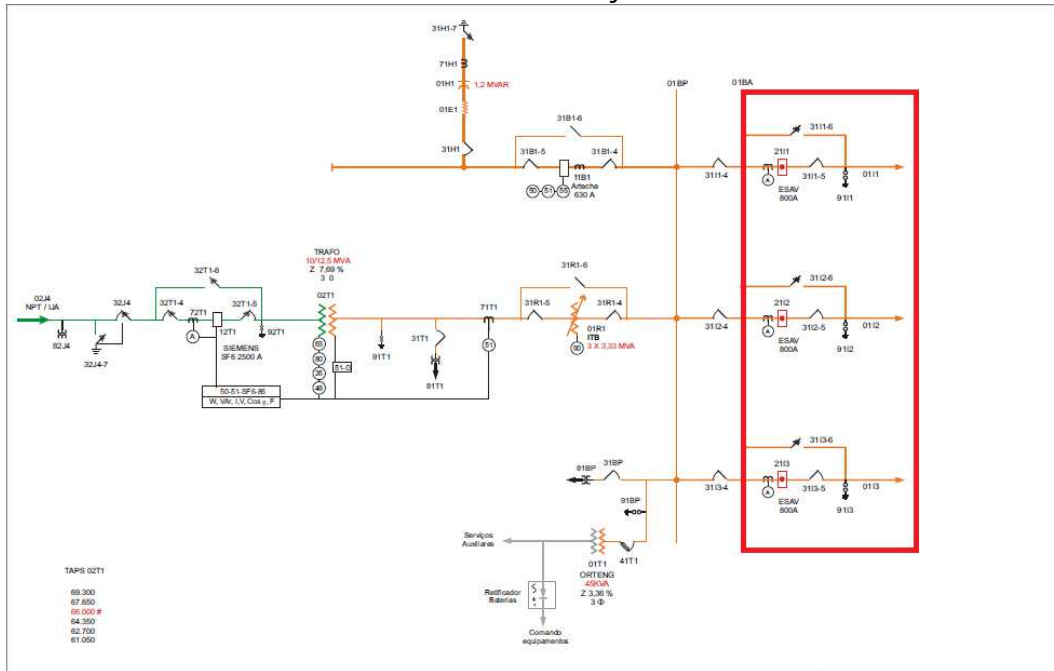 31H1-7
71H1
01H1
1,2 MVAR
01E1
31H1
31B1-6
31B1-5
31B1-4
11B1
Arteche
630 A
50
51
55
01BP
01BA
31I1-6
21I1
31I1-4
A
31I1-5
01I1
ESAV
800A
91I1
TRAFO
10/12,5 MVA
Z 7,69 %
3 0
02T1
02J4
NPT / IJA
32J4
82J4
32J4-7
32T1-6
32T1-4
72T1
32T1-5
A
12T1
92T1
SIEMENS
SF6 2500 A
50-51-SF6-86
W, VAr, I,V, Cos φ, F
63
80
26
49
51-G
91T1
31T1
81T1
71T1
51
31R1-6
31R1-5
31R1-4
01R1
ITB
3 X 3,33 MVA
90
31I2-6
21I2
31I2-4
A
31I2-5
01I2
ESAV
800A
91I2
31I3-6
21I3
31I3-4
A
31I3-5
01I3
ESAV
800A
91I3
81BP
31BP
91BP
Serviços
Auxiliares
01T1
41T1
ORTENG
45KVA
Z 3,36 %
3 Φ
Retificador
Baterias
Comando
equipamentos
TAPS 02T1
69.300
67.650
66.000 #
64.350
62.700
61.050